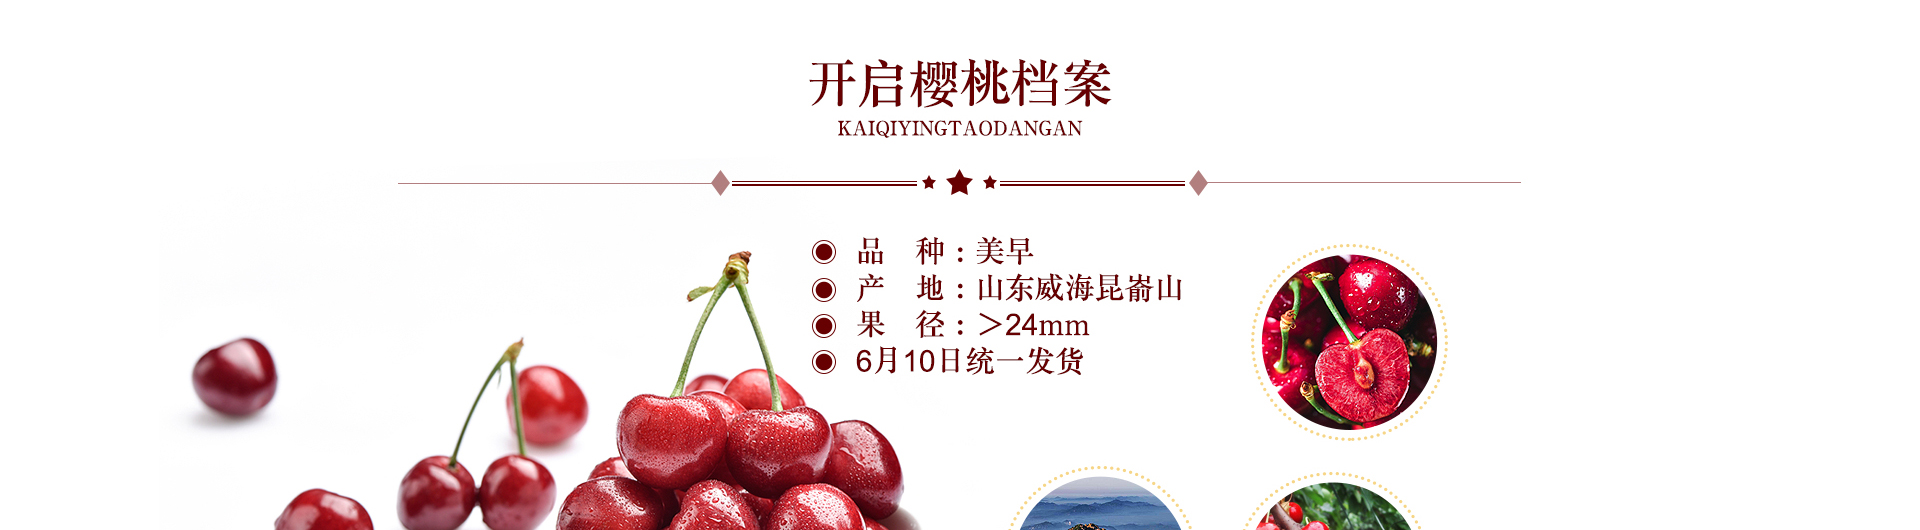 开启樱桃档案
KAIQIYINGTAODANGAN
品 种：美早
产 地：山东威海昆嵛山
果 径：＞24mm
6月10日统一发货